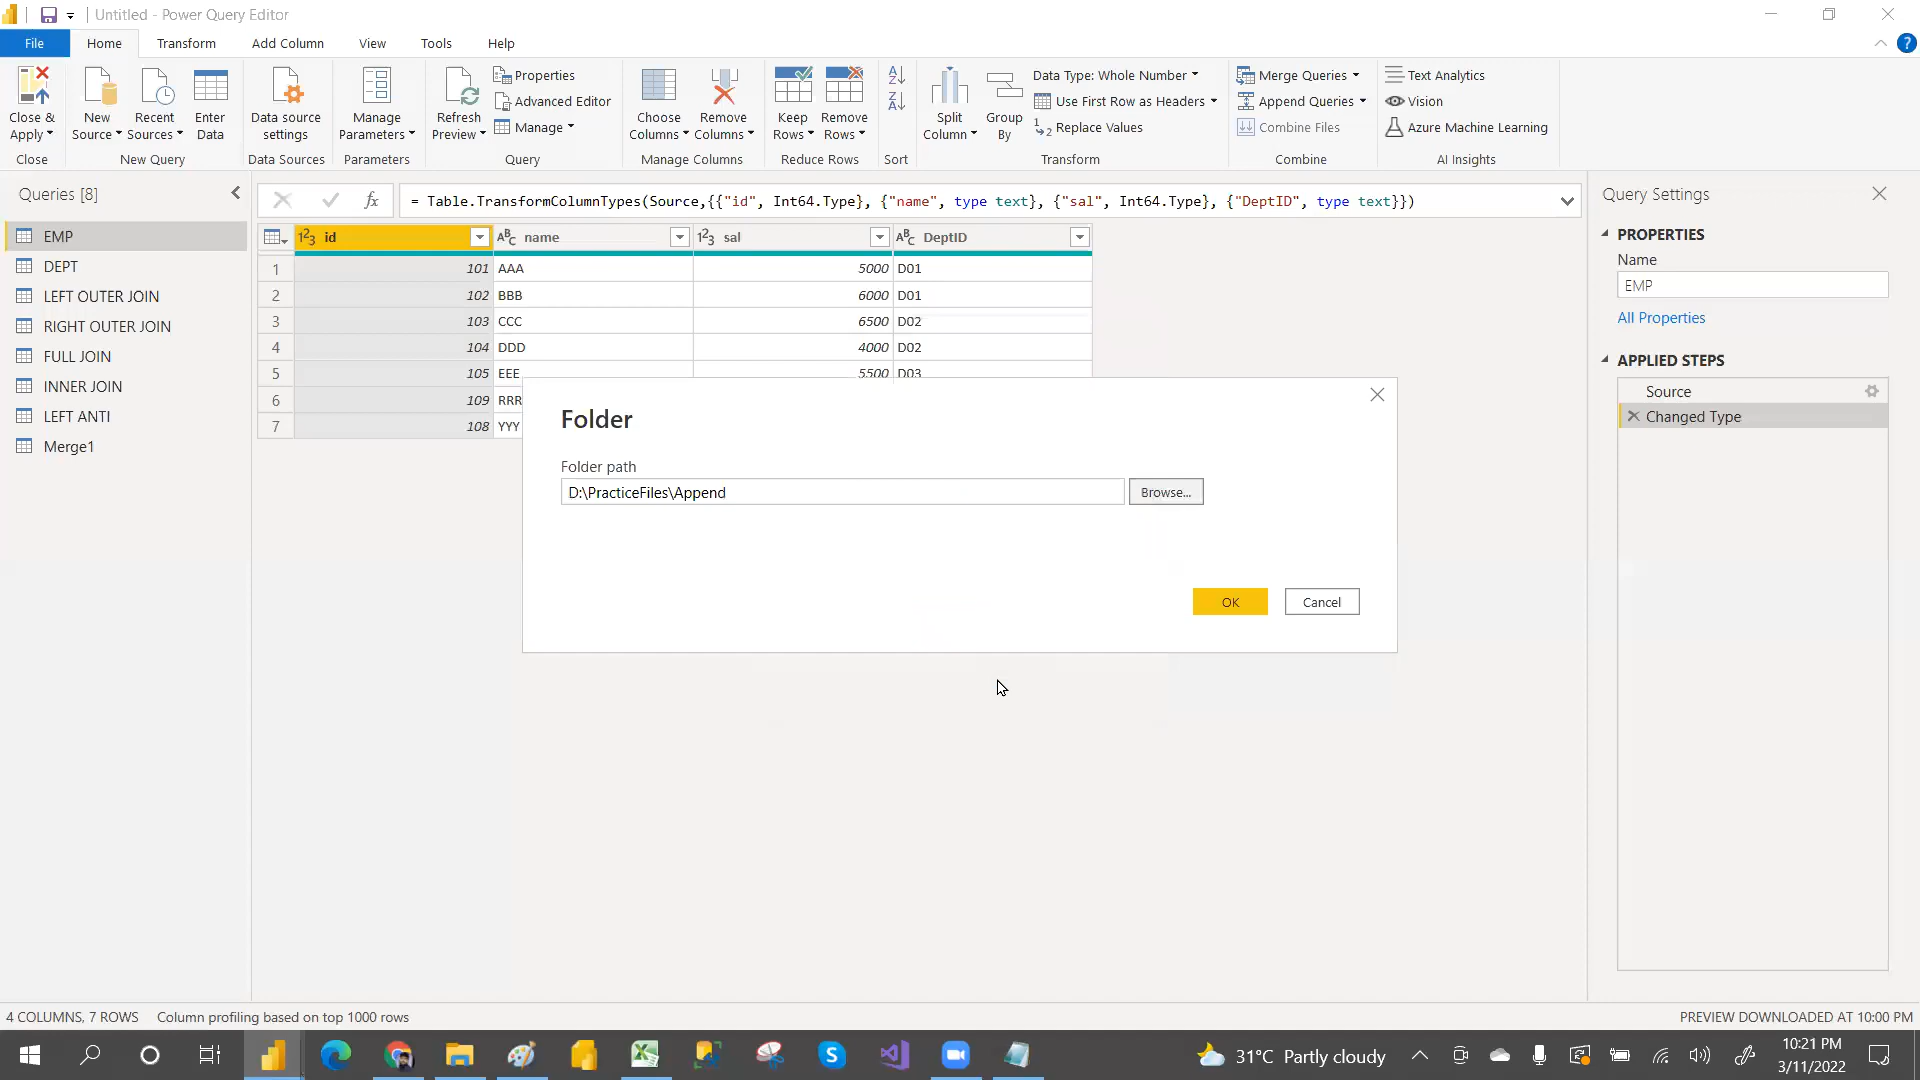 Untitled - Power Query Editor
File Home Transform Add Column View Tools Help
Close & Apply
Close
New Source
Recent Sources
Enter Data
New Query
Data source settings
Data Sources
Manage Parameters
Parameters
Refresh Preview
Properties
Advanced Editor
Manage
Query
Choose Columns
Remove Columns
Manage Columns
Keep Rows
Remove Rows
Reduce Rows
Sort
Split Column
Group By
Data Type: Whole Number
Use First Row as Headers
Replace Values
Transform
Merge Queries
Append Queries
Combine Files
Combine
Text Analytics
Vision
Azure Machine Learning
AI Insights
Queries [8]
EMP
DEPT
LEFT OUTER JOIN
RIGHT OUTER JOIN
FULL JOIN
INNER JOIN
LEFT ANTI
Merge1
fx = Table.TransformColumnTypes(Source,{{"id", Int64.Type}, {"name", type text}, {"sal", Int64.Type}, {"DeptID", type text}})
123 id ABC name 123 sal ABC DeptID
1 101 AAA 5000 D01
2 102 BBB 6000 D01
3 103 CCC 6500 D02
4 104 DDD 4000 D02
5 105 EEE 5500 D03
6 109 RRR
7 108 YYY
Folder
Folder path
D:\PracticeFiles\Append
Browse...
OK Cancel
Query Settings
PROPERTIES
Name
EMP
All Properties
APPLIED STEPS
Source
Changed Type
4 COLUMNS, 7 ROWS Column profiling based on top 1000 rows
PREVIEW DOWNLOADED AT 10:00 PM
31°C Partly cloudy
10:21 PM
3/11/2022